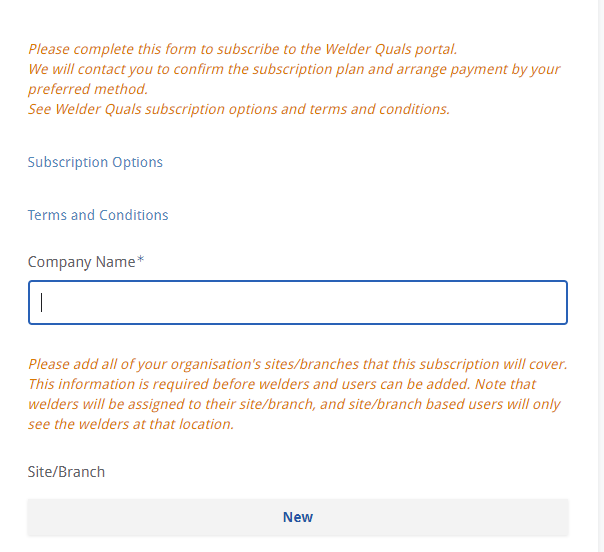 Please complete this form to subscribe to the Welder Quals portal.
We will contact you to confirm the subscription plan and arrange payment by your
preferred method.
See Welder Quals subscription options and terms and conditions.
Subscription Options
Terms and Conditions
Company Name*
Please add all of your organisation's sites/branches that this subscription will cover.
This information is required before welders and users can be added. Note that
welders will be assigned to their site/branch, and site/branch based users will only
see the welders at that location.
Site/Branch
New